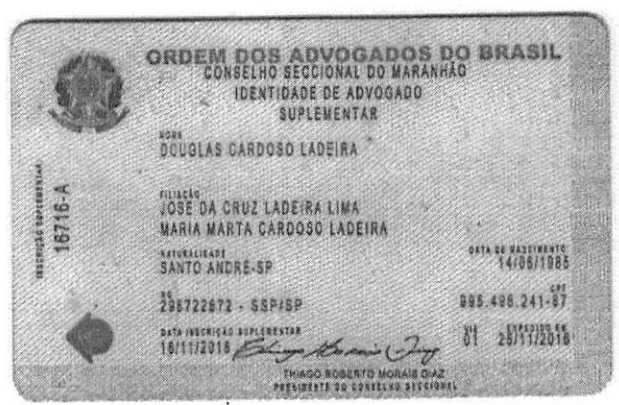 ORDEM DOS ADVOGADOS DO BRASIL
CONSELHO SECCIONAL DO MARANHÃO
IDENTIDADE DE ADVOGADO
SUPLEMENTAR
NOME
DOUGLAS CARDOSO LADEIRA
FILIAÇÃO
JOSE DA CRUZ LADEIRA LIMA
MARIA MARTA CARDOSO LADEIRA
NATURALIDADE
SANTO ANDRÉ-SP
DATA DE NASCIMENTO
14/06/1985
RG
296722672 - SSP/SP
CPF
995.496.241-87
DATA INSCRIÇÃO SUPLEMENTAR
16/11/2016
VIA
01
EXPEDIDO EM
25/11/2016
THIAGO ROBERTO MORAIS DIAZ
PRESIDENTE DO CONSELHO SECCIONAL
INSCRIÇÃO SUPLEMENTAR
16716-A